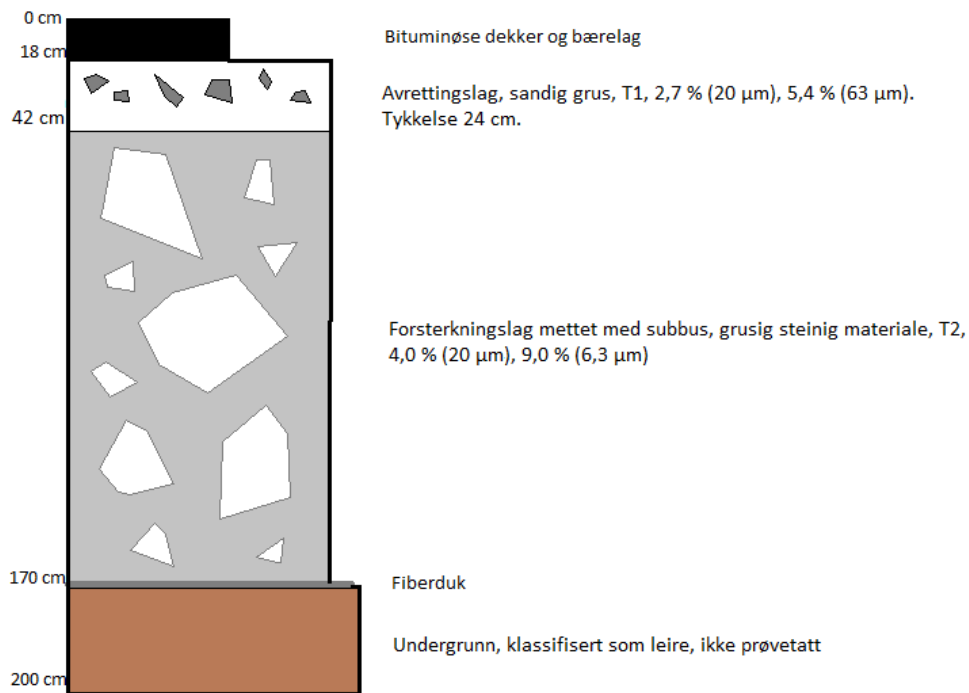 0 cm
Bituminøse dekker og bærelag
18 cm
Avrettingslag, sandig grus, T1, 2,7 % (20 µm), 5,4 % (63 µm).
Tykkelse 24 cm.
42 cm
Forsterkningslag mettet med subbus, grusig steinig materiale, T2,
4,0 % (20 µm), 9,0 % (6,3 µm)
170 cm
Fiberduk
Undergrunn, klassifisert som leire, ikke prøvetatt
200 cm